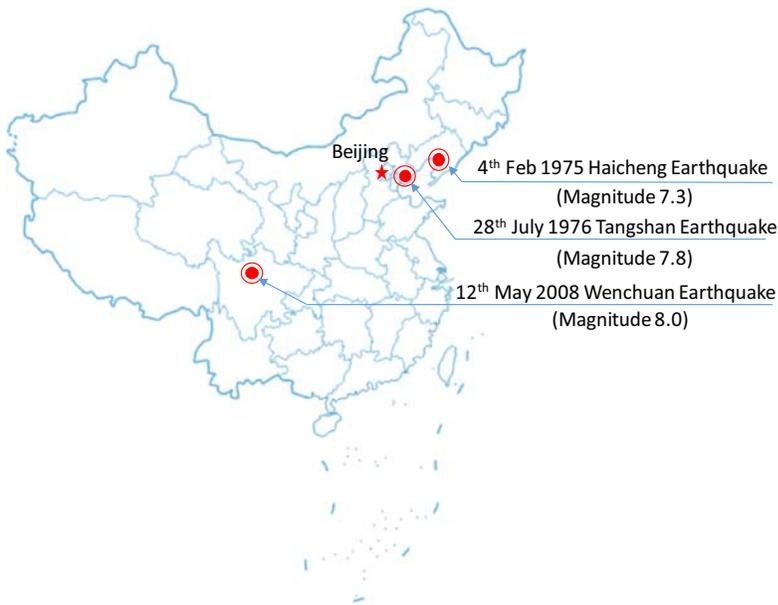 Beijing
4th Feb 1975 Haicheng Earthquake
(Magnitude 7.3)
28th July 1976 Tangshan Earthquake
(Magnitude 7.8)
12th May 2008 Wenchuan Earthquake
(Magnitude 8.0)